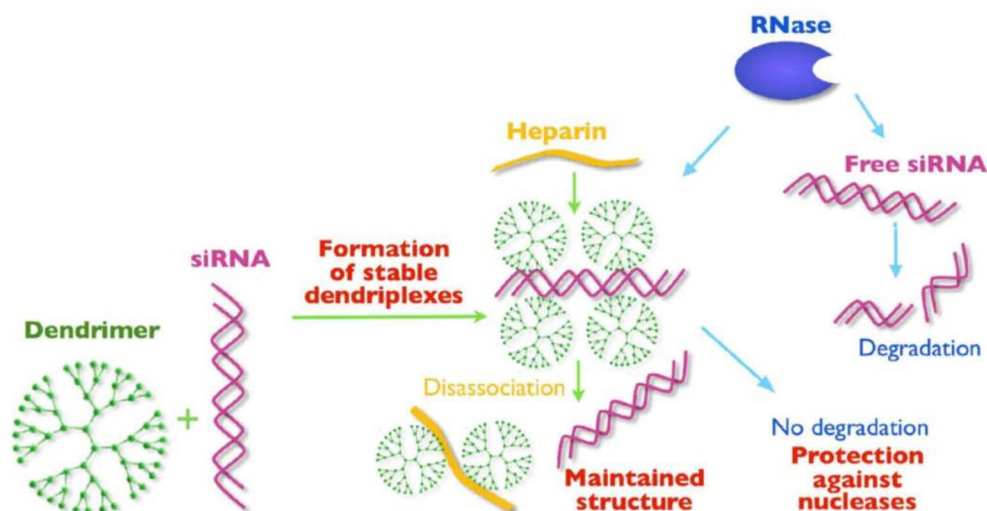 RNase
Heparin
Free siRNA
siRNA
Formation
of stable
dendriplexes
Dendrimer
+
Degradation
Disassociation
No degradation
Maintained
structure
Protection
against
nucleases